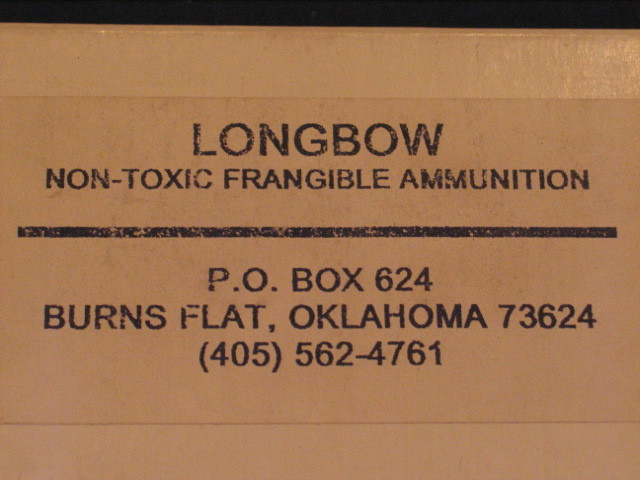 LONGBOW
NON-TOXIC FRANGIBLE AMMUNITION
P.O. BOX 624
BURNS FLAT, OKLAHOMA 73624
(405) 562-4761